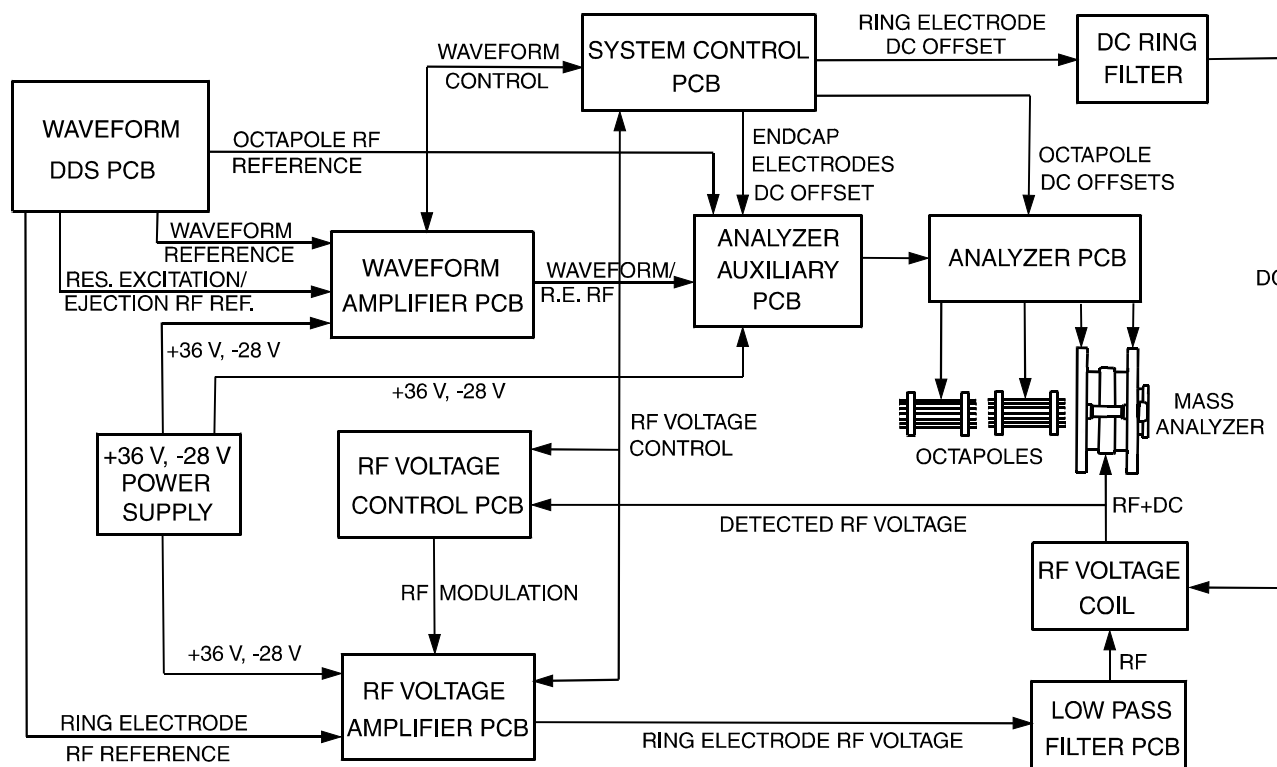 RING ELECTRODE
DC OFFSET
WAVEFORM
CONTROL
SYSTEM CONTROL
PCB
DC RING
FILTER
WAVEFORM
DDS PCB
OCTAPOLE RF
REFERENCE
ENDCAP
ELECTRODES
DC OFFSET
OCTAPOLE
DC OFFSETS
WAVEFORM
REFERENCE
RES. EXCITATION/
EJECTION RF REF.
WAVEFORM
AMPLIFIER PCB
WAVEFORM/
R.E. RF
ANALYZER
AUXILIARY
PCB
ANALYZER PCB
DC
+36 V, -28 V
+36 V, -28 V
MASS
ANALYZER
OCTAPOLES
+36 V, -28 V
POWER
SUPPLY
RF VOLTAGE
CONTROL PCB
RF VOLTAGE
CONTROL
DETECTED RF VOLTAGE
RF+DC
RF VOLTAGE
COIL
RF MODULATION
+36 V, -28 V
RF VOLTAGE
AMPLIFIER PCB
RF
RING ELECTRODE
RF REFERENCE
RING ELECTRODE RF VOLTAGE
LOW PASS
FILTER PCB